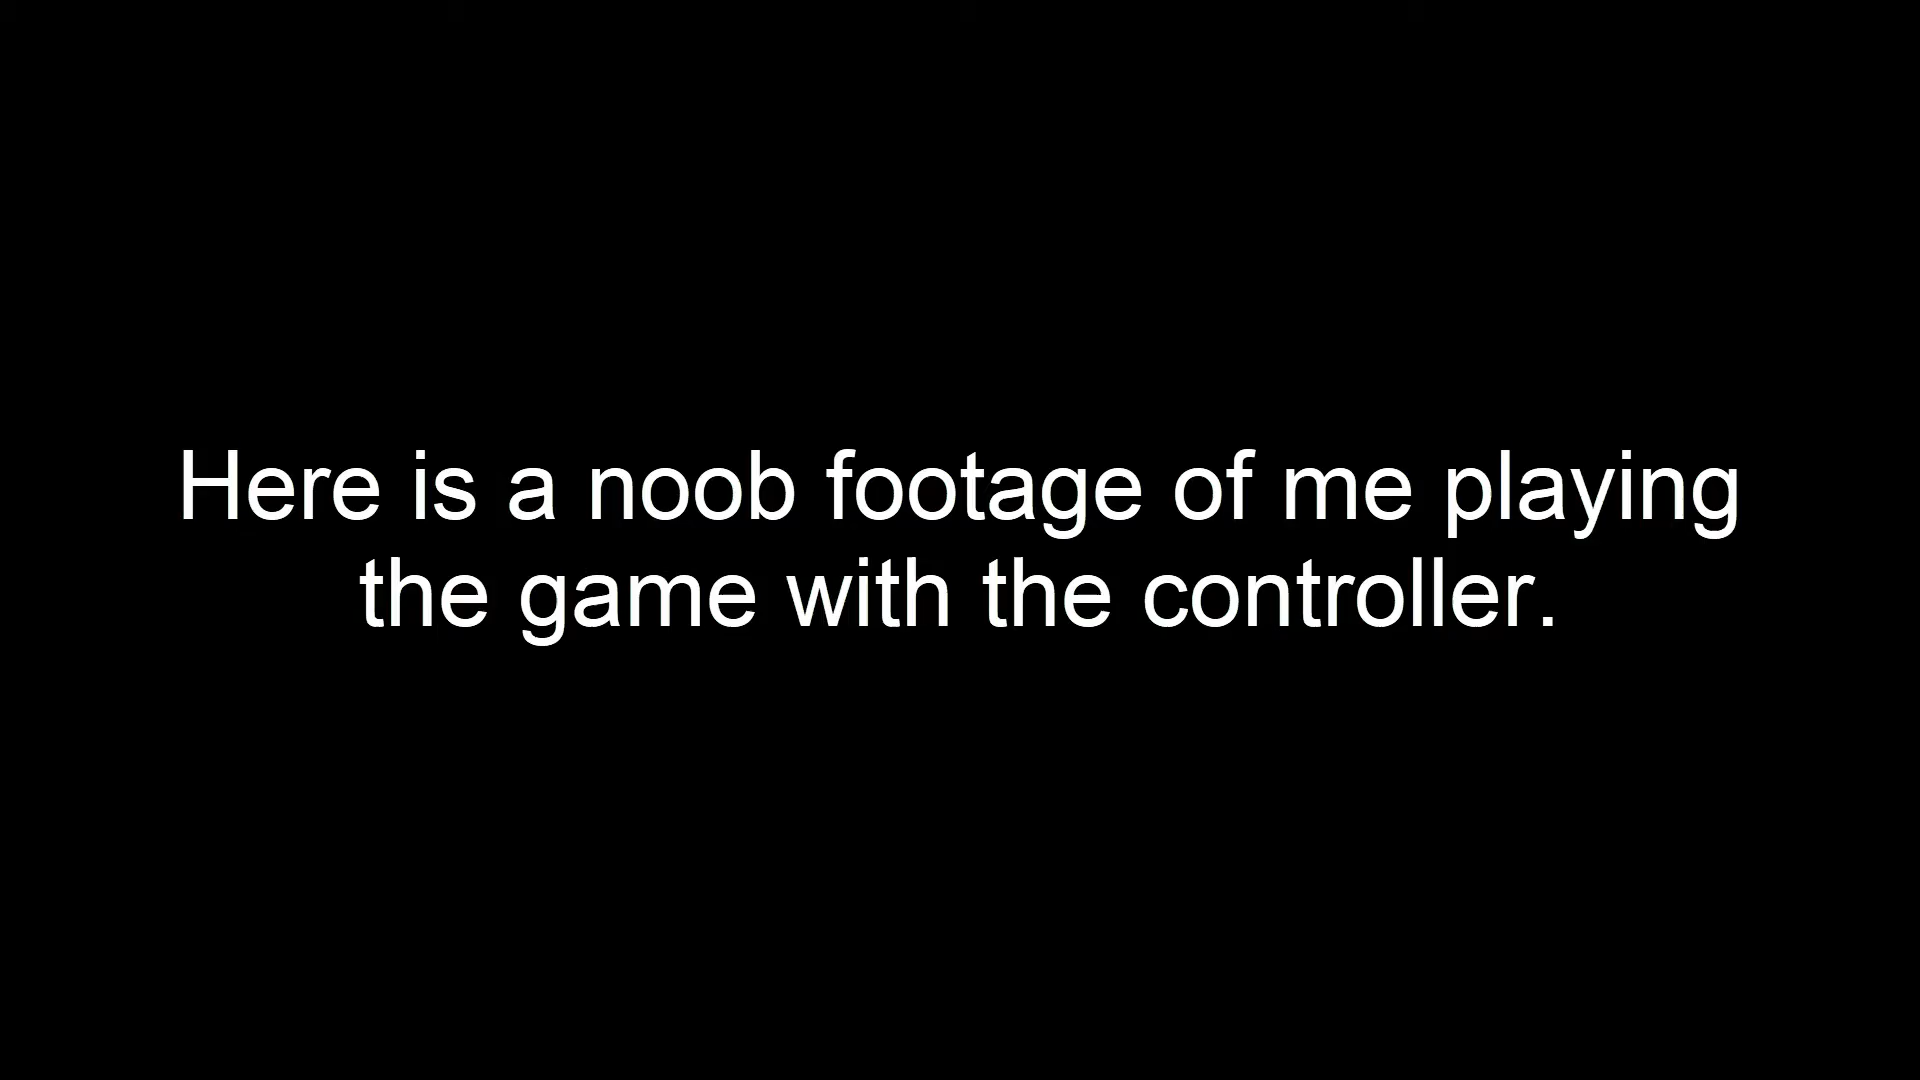 Here is a noob footage of me playing
the game with the controller.